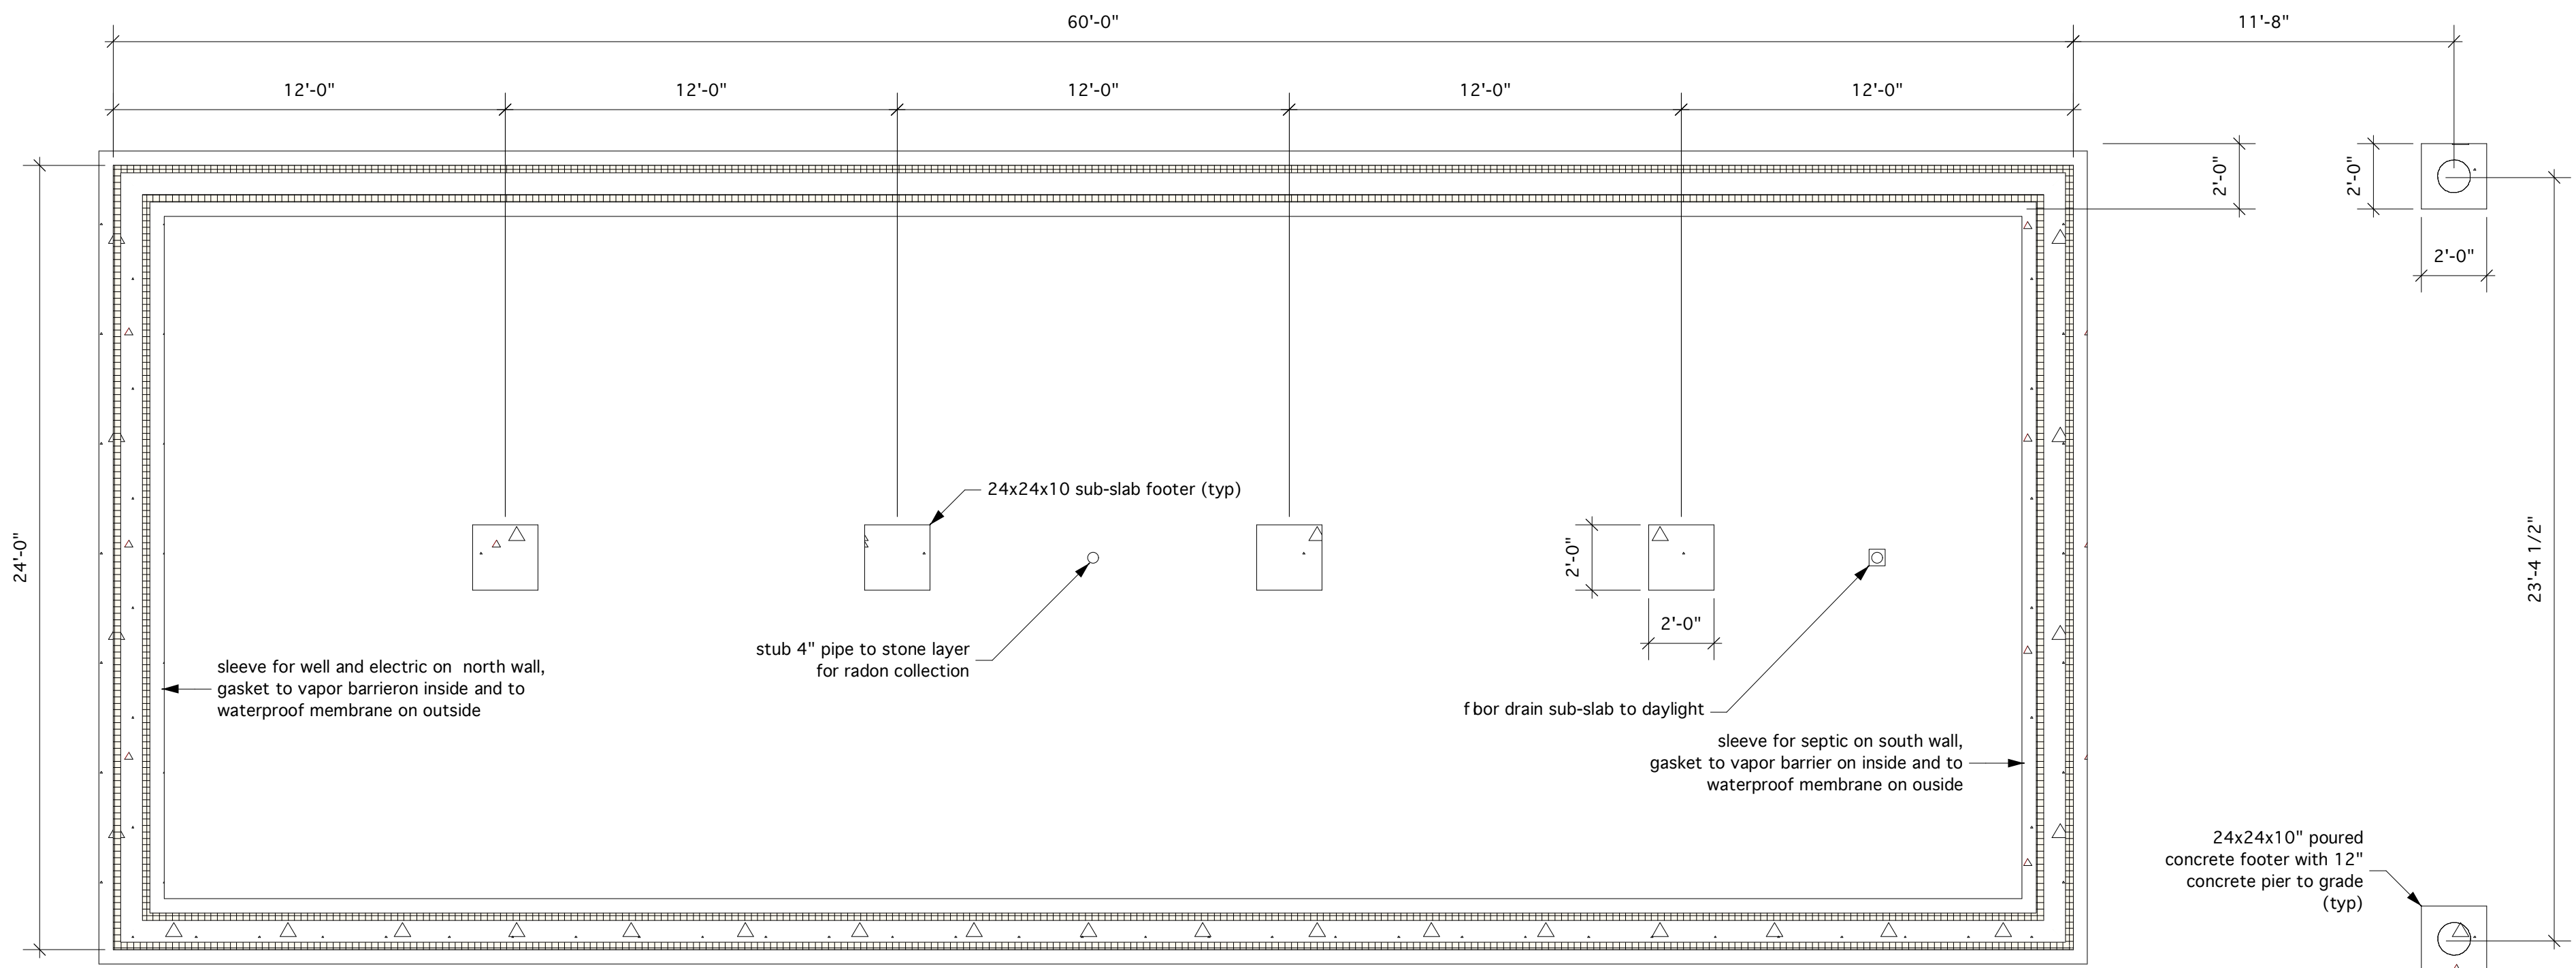 60'-0"
11'-8"
12'-0"
12'-0"
12'-0"
12'-0"
12'-0"
2'-0"
2'-0"
2'-0"
24'-0"
24x24x10 sub-slab footer (typ)
2'-0"
2'-0"
23'-4 1/2"
stub 4" pipe to stone layer
for radon collection
sleeve for well and electric on  north wall,
gasket to vapor barrieron inside and to
waterproof membrane on outside
fbor drain sub-slab to daylight
sleeve for septic on south wall,
gasket to vapor barrier on inside and to
waterproof membrane on ouside
24x24x10" poured
concrete footer with 12"
concrete pier to grade
(typ)